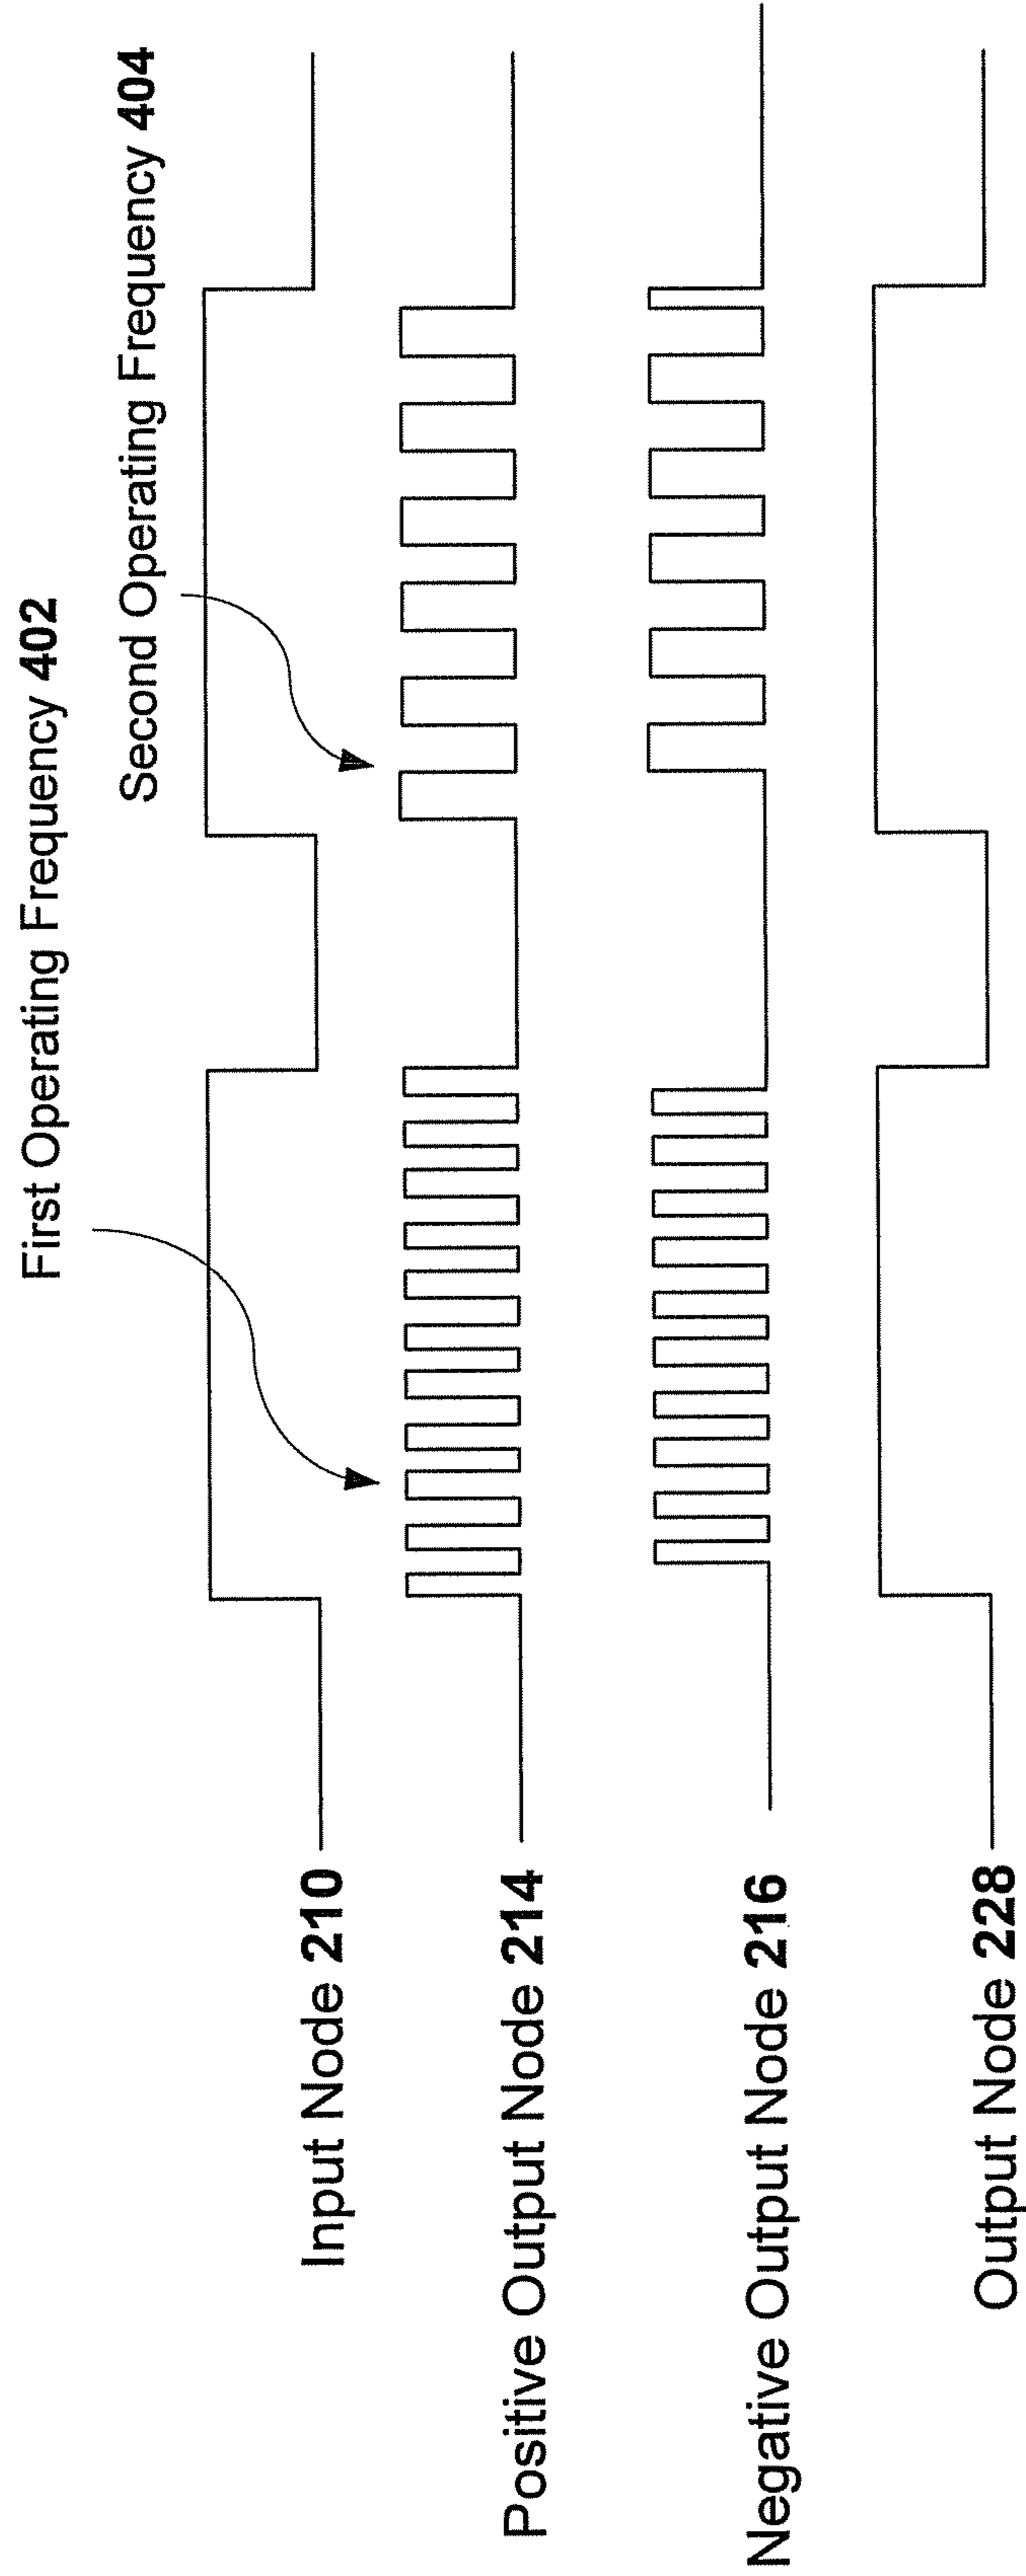 First Operating Frequency 402
Second Operating Frequency 404
Input Node 210
Positive Output Node 214
Negative Output Node 216
Output Node 228